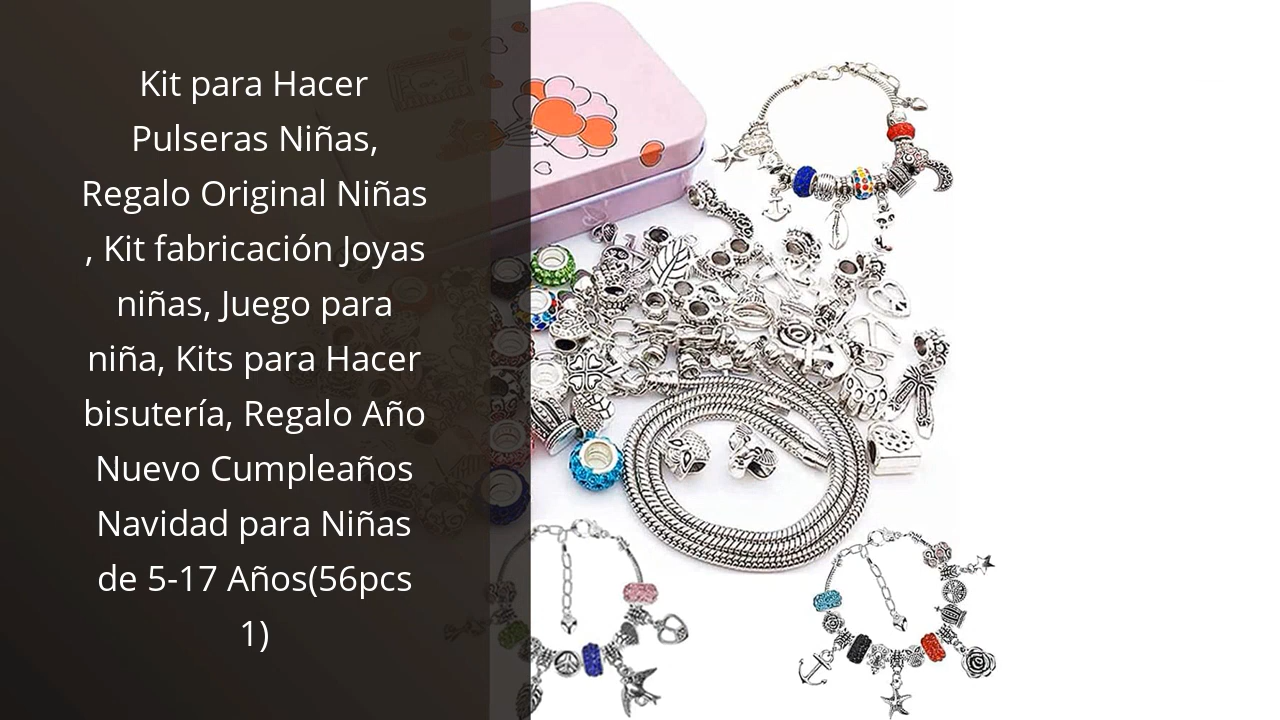 Kit para Hacer
Pulseras Niñas,
Regalo Original Niñas
, Kit fabricación Joyas
niñas, Juego para
niña, Kits para Hacer
bisutería, Regalo Año
Nuevo Cumpleaños
Navidad para Niñas
de 5-17 Años(56pcs
1)